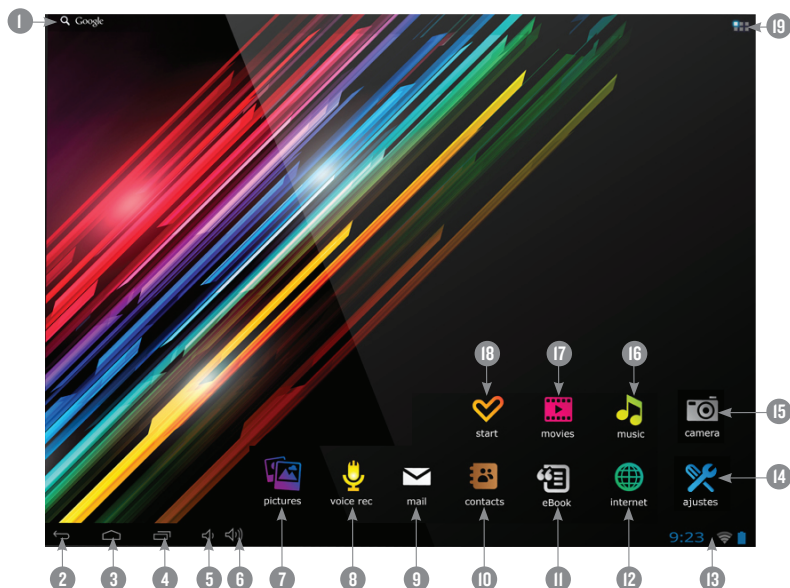 1 Google 19
18 17 16
start movies music camera 15
pictures voice rec mail contacts eBook internet ajustes 14
9:23
2 3 4 5 6 7 8 9 10 11 12 13